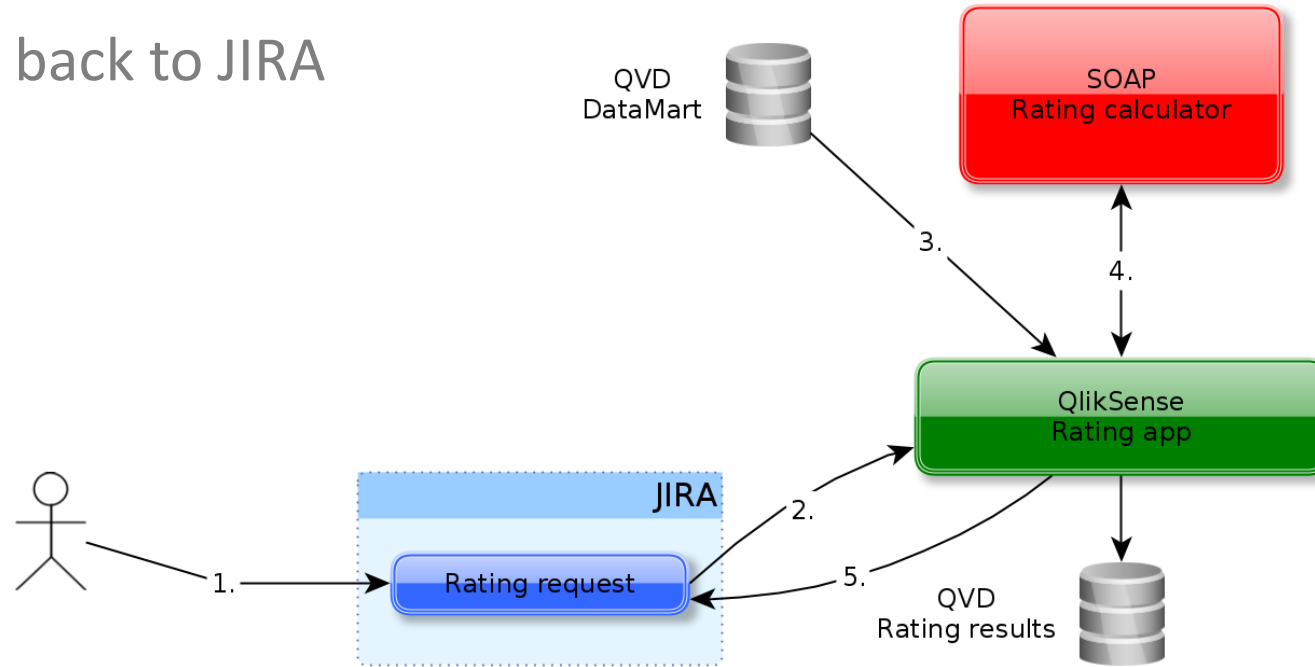 back to JIRA
QVD
DataMart
SOAP
Rating calculator
3.
4.
QlikSense
Rating app
JIRA
2.
Rating request
1.
5.
QVD
Rating results